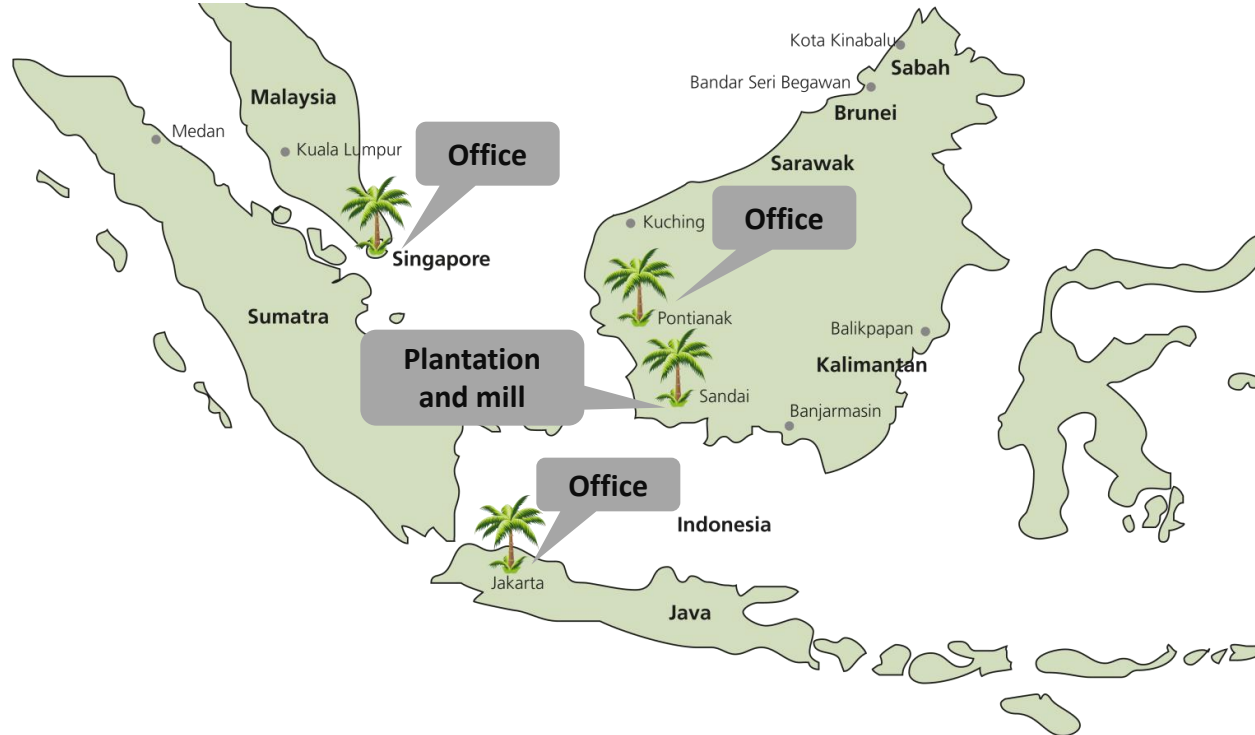 Kota Kinabalu
Sabah
Bandar Seri Begawan
Brunei
Malaysia
Medan
Kuala Lumpur
Office
Sarawak
Kuching
Office
Singapore
Sumatra
Pontianak
Balikpapan
Plantation
and mill
Kalimantan
Sandai
Banjarmasin
Office
Indonesia
Jakarta
Java